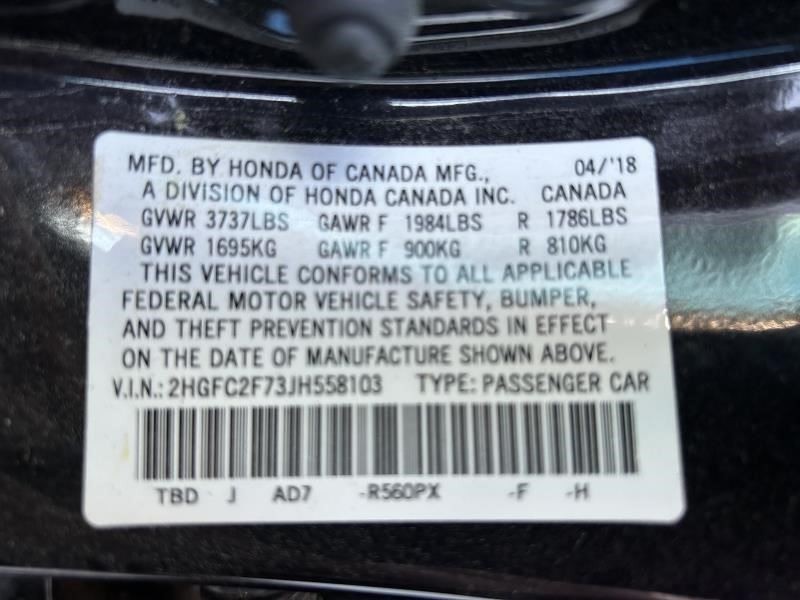 MFD. BY HONDA OF CANADA MFG., 04/'18
A DIVISION OF HONDA CANADA INC. CANADA
GVWR 3737LBS GAWR F 1984LBS R 1786LBS
GVWR 1695KG GAWR F 900KG R 810KG
THIS VEHICLE CONFORMS TO ALL APPLICABLE
FEDERAL MOTOR VEHICLE SAFETY, BUMPER,
AND THEFT PREVENTION STANDARDS IN EFFECT
ON THE DATE OF MANUFACTURE SHOWN ABOVE.
V.I.N.: 2HGFC2F73JH558103 TYPE: PASSENGER CAR
TBD J AD7 -R560PX -F -H